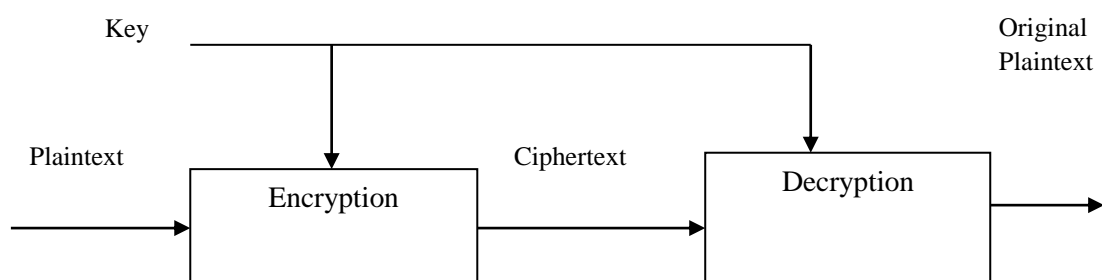 Key
Original
Plaintext
Plaintext
Ciphertext
Encryption
Decryption